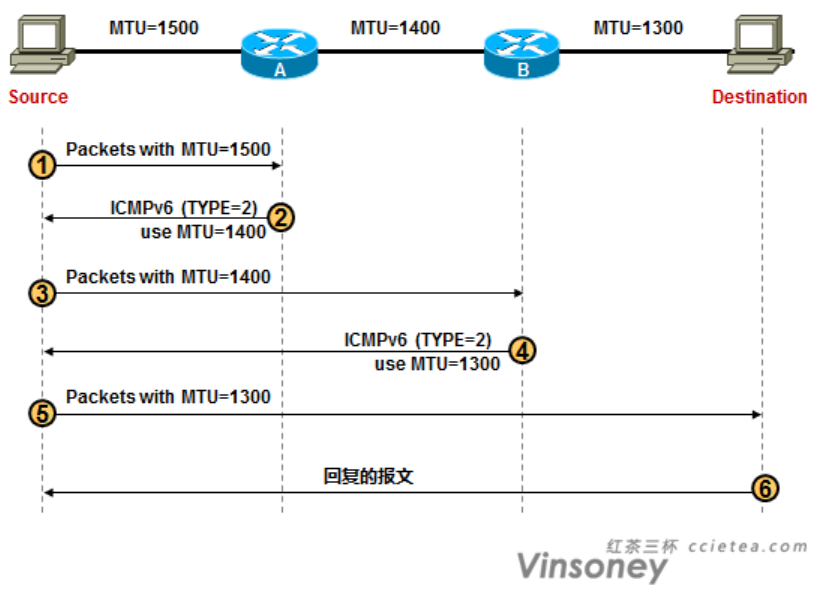 MTU=1500
MTU=1400
MTU=1300
A
B
Source
Destination
Packets with MTU=1500
1
ICMPv6 (TYPE=2)
2
use MTU=1400
Packets with MTU=1400
3
ICMPv6 (TYPE=2)
4
use MTU=1300
Packets with MTU=1300
5
回复的报文
6
红茶三杯 ccietea.com
Vinsoney